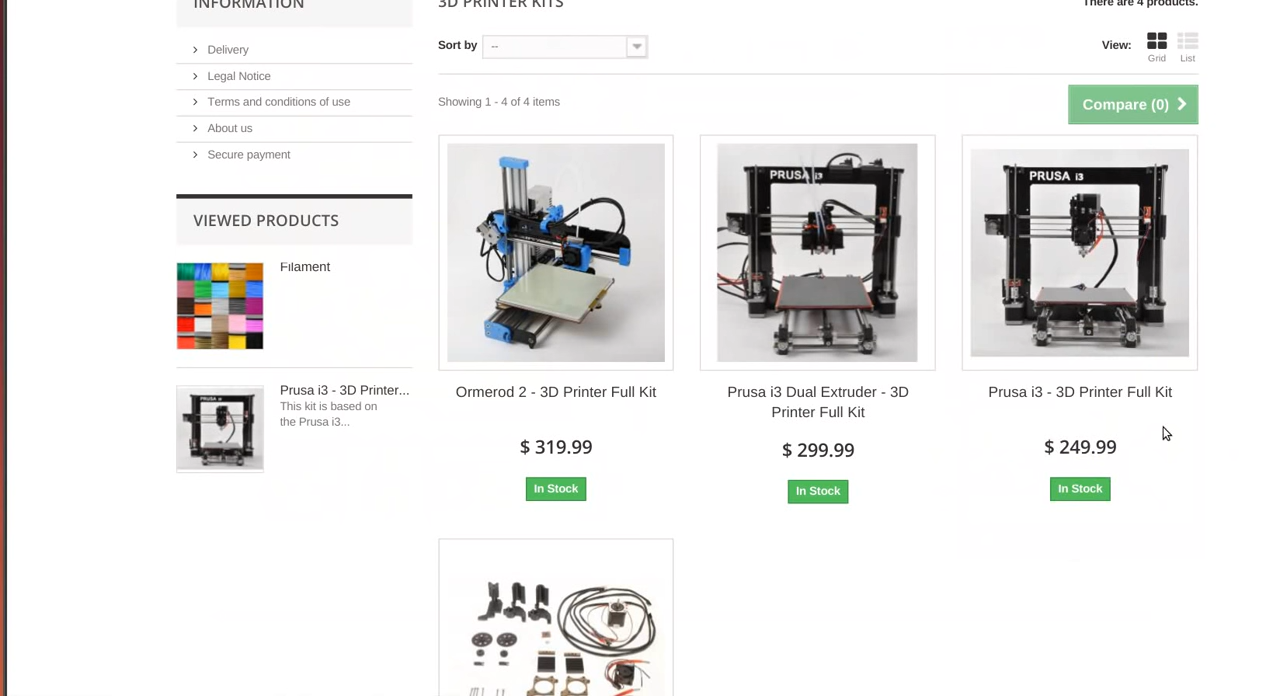 INFORMATION
Delivery
Legal Notice
Terms and conditions of use
About us
Secure payment
VIEWED PRODUCTS
Filament
Prusa i3 - 3D Printer...
This kit is based on
the Prusa i3...
3D PRINTER KITS
There are 4 products.
Sort by --
View:
Grid
List
Showing 1 - 4 of 4 items
Compare (0)
PRUSA i3
PRUSA i3
Ormerod 2 - 3D Printer Full Kit
$ 319.99
In Stock
Prusa i3 Dual Extruder - 3D
Printer Full Kit
$ 299.99
In Stock
Prusa i3 - 3D Printer Full Kit
$ 249.99
In Stock